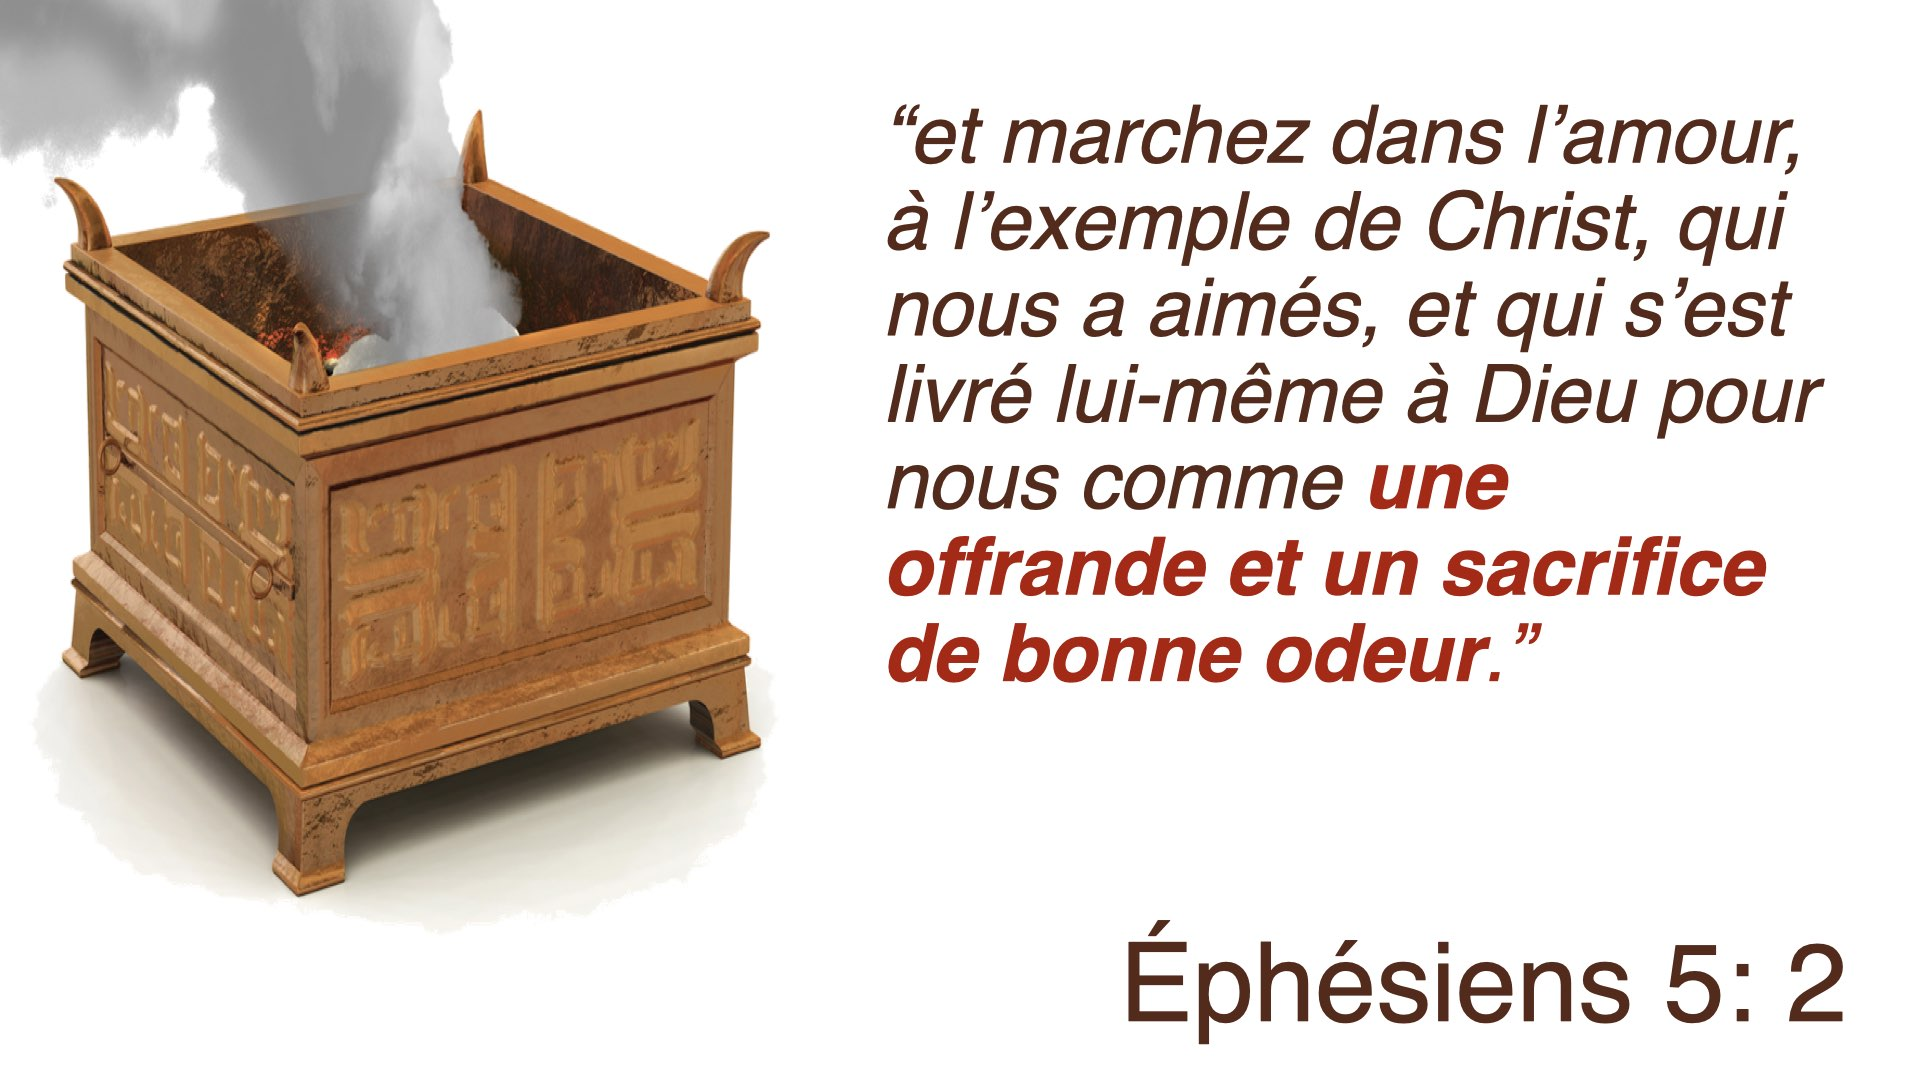 “et marchez dans l’amour,
à l’exemple de Christ, qui
nous a aimés, et qui s’est
livré lui-même à Dieu pour
nous comme une
offrande et un sacrifice
de bonne odeur.”
Éphésiens 5: 2